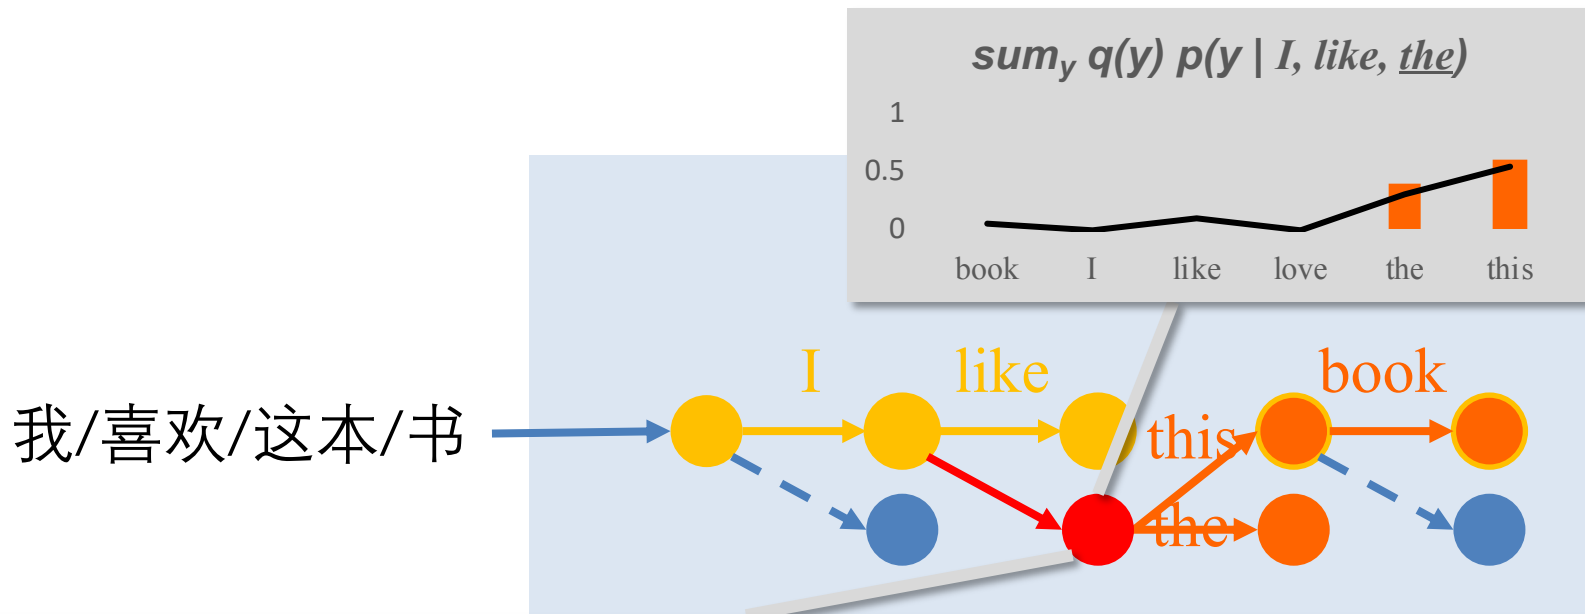 sum_y q(y) p(y | I, like, the)
1
0.5
0
book I like love the this
I like book
我/喜欢/这本/书
this
the